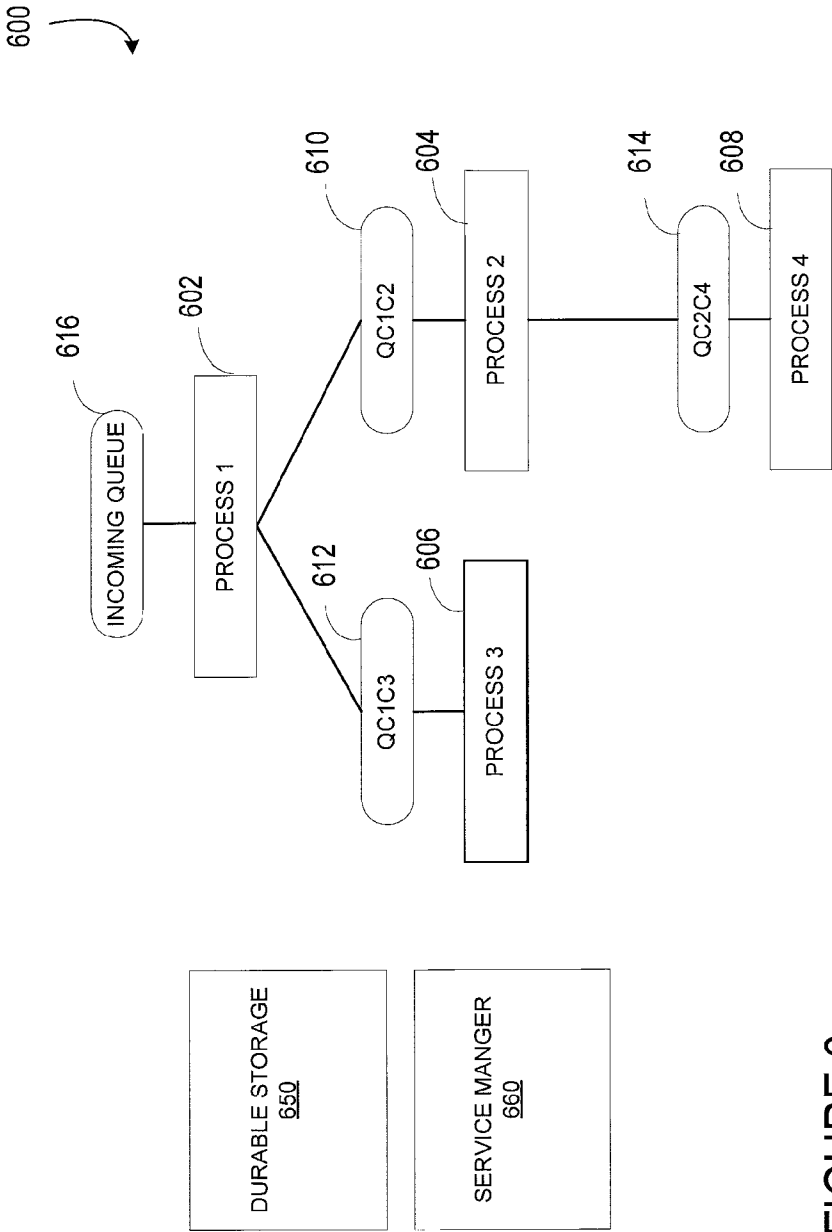 600
616
INCOMING QUEUE
602
PROCESS 1
612
QC1C3
610
QC1C2
606
PROCESS 3
604
PROCESS 2
614
QC2C4
608
PROCESS 4
DURABLE STORAGE
650
SERVICE MANGER
660
FIGURE